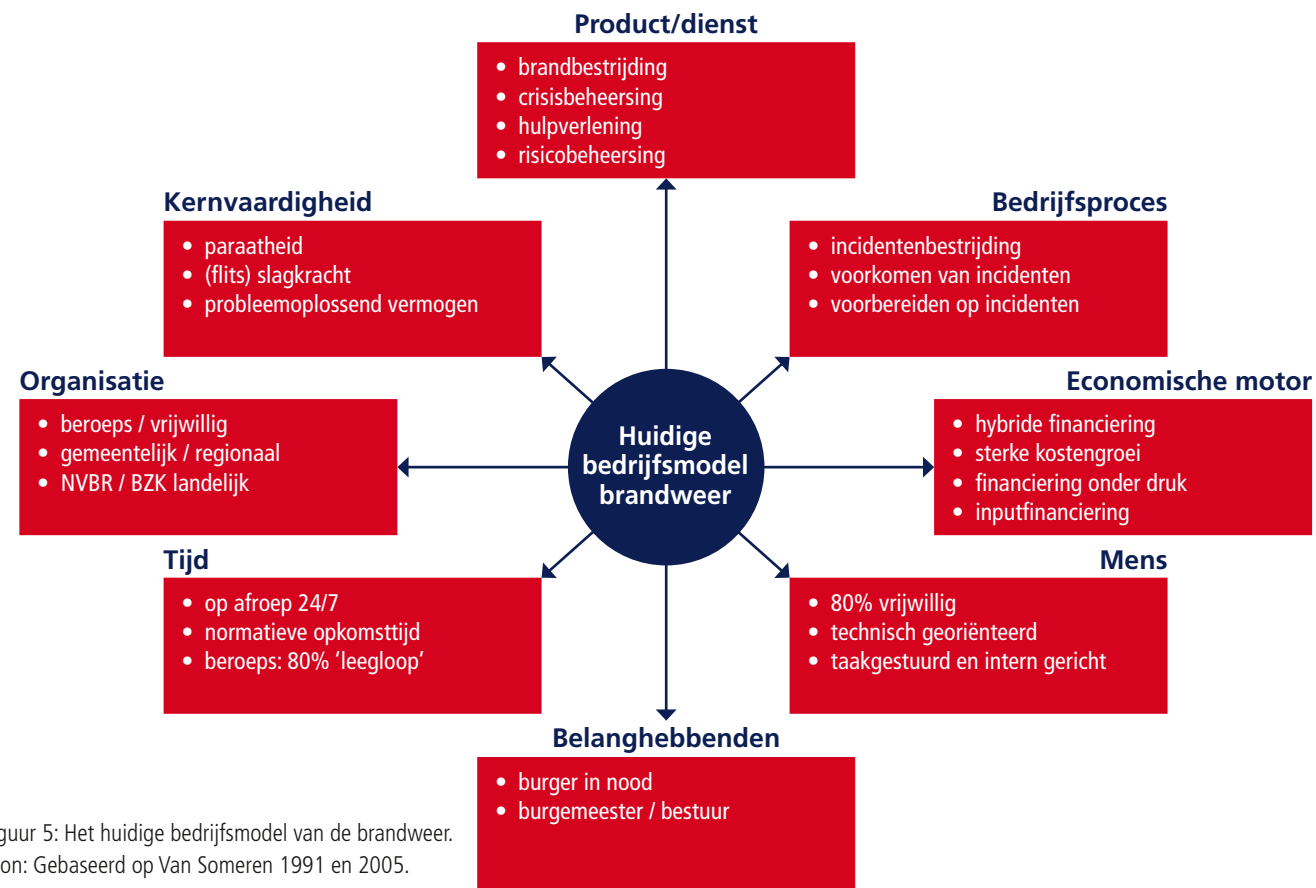 Product/dienst
• brandbestrijding
• crisisbeheersing
• hulpverlening
• risicobeheersing
Kernvaardigheid
• paraatheid
• (flits) slagkracht
• probleemoplossend vermogen
Bedrijfsproces
• incidentenbestrijding
• voorkomen van incidenten
• voorbereiden op incidenten
Organisatie
• beroeps / vrijwillig
• gemeentelijk / regionaal
• NVBR / BZK landelijk
Huidige
bedrijfsmodel
brandweer
Economische motor
• hybride financiering
• sterke kostengroei
• financiering onder druk
• inputfinanciering
Tijd
• op afroep 24/7
• normatieve opkomsttijd
• beroeps: 80% ‘leegloop’
Mens
• 80% vrijwillig
• technisch georiënteerd
• taakgestuurd en intern gericht
Belanghebbenden
• burger in nood
• burgemeester / bestuur
guur 5: Het huidige bedrijfsmodel van de brandweer.
on: Gebaseerd op Van Someren 1991 en 2005.